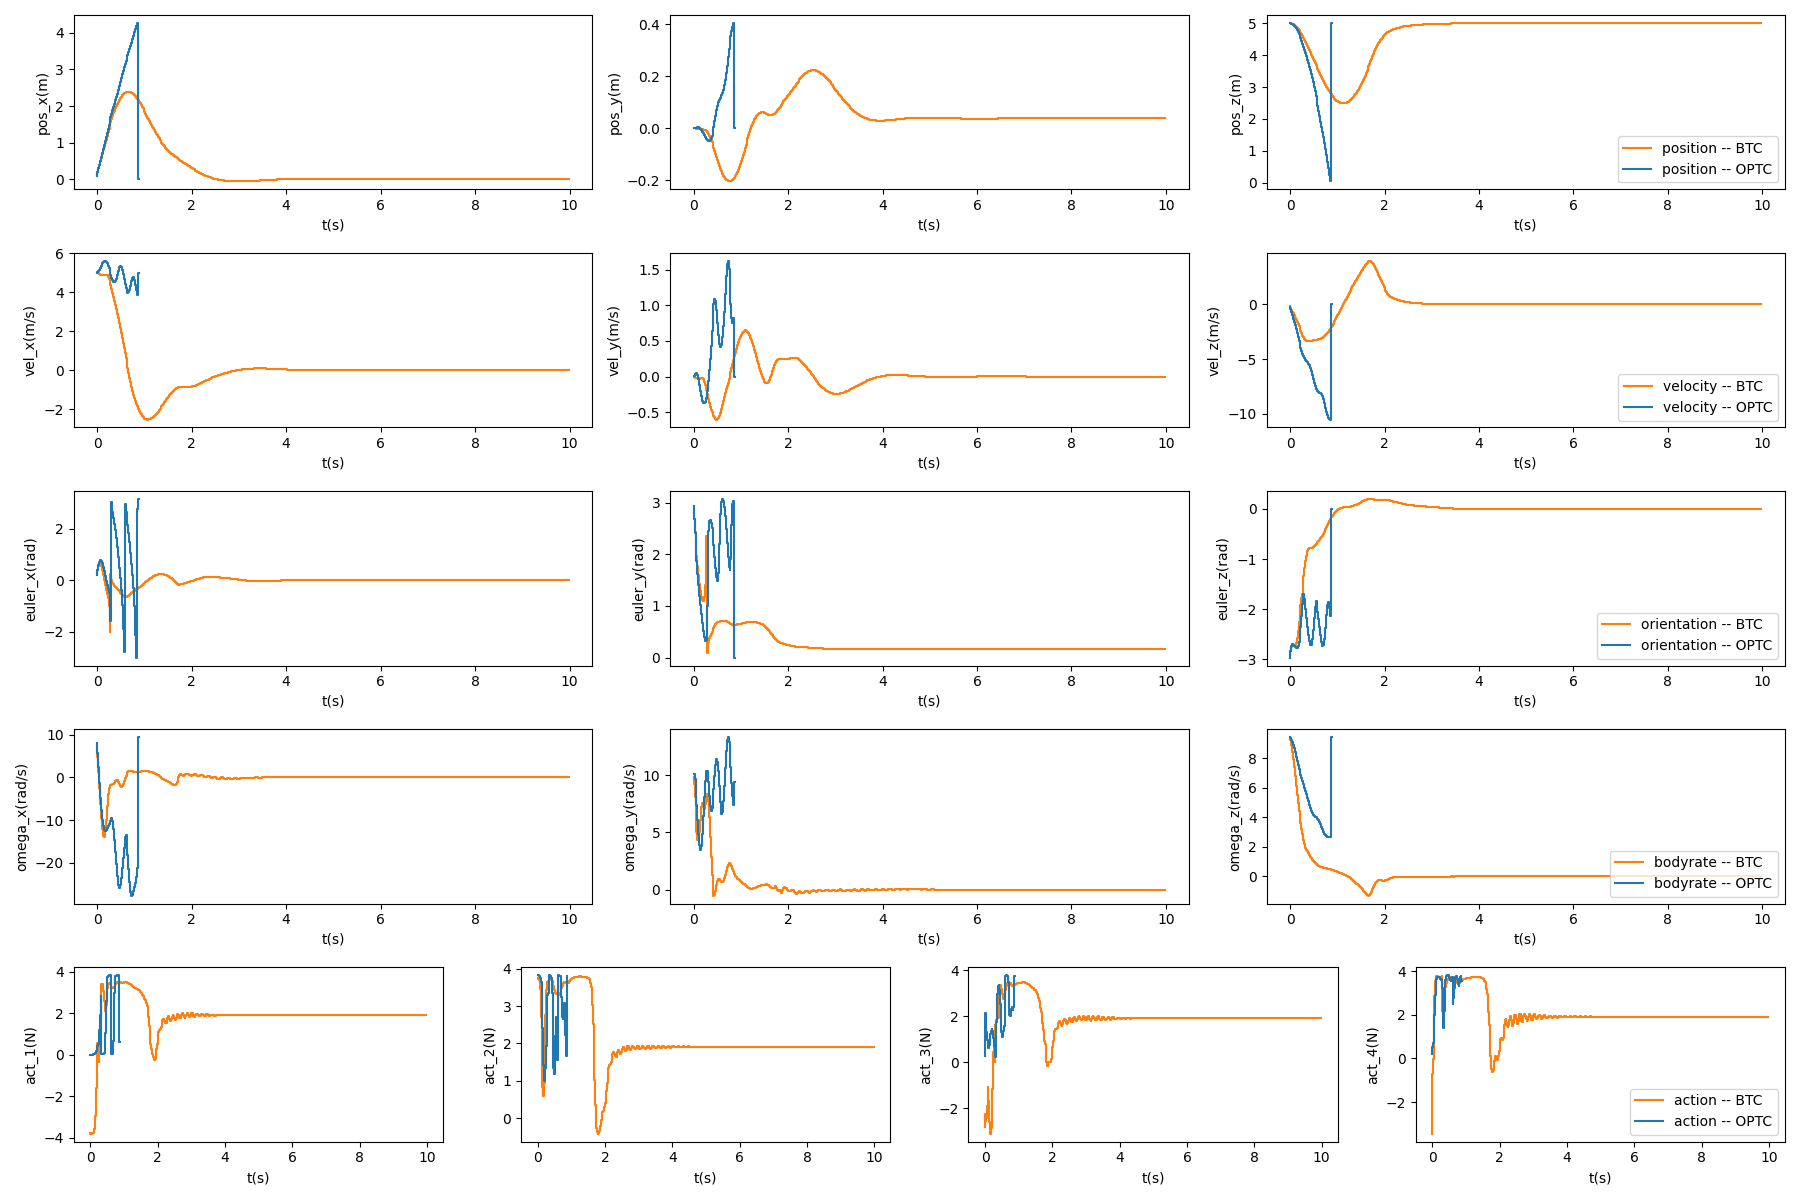 pos_x(m)
4
3
2
1
0
0 2 4 6 8 10
t(s)
pos_y(m)
0.4
0.2
0.0
−0.2
0 2 4 6 8 10
t(s)
pos_z(m)
5
4
3
2
1
0
position -- BTC
position -- OPTC
0 2 4 6 8 10
t(s)
vel_x(m/s)
6
4
2
0
−2
0 2 4 6 8 10
t(s)
vel_y(m/s)
1.5
1.0
0.5
0.0
−0.5
0 2 4 6 8 10
t(s)
vel_z(m/s)
0
−5
−10
velocity -- BTC
velocity -- OPTC
0 2 4 6 8 10
t(s)
euler_x(rad)
2
0
−2
0 2 4 6 8 10
t(s)
euler_y(rad)
3
2
1
0
0 2 4 6 8 10
t(s)
euler_z(rad)
0
−1
−2
−3
orientation -- BTC
orientation -- OPTC
0 2 4 6 8 10
t(s)
omega_x(rad/s)
10
0
−10
−20
0 2 4 6 8 10
t(s)
omega_y(rad/s)
10
5
0
0 2 4 6 8 10
t(s)
omega_z(rad/s)
8
6
4
2
0
bodyrate -- BTC
bodyrate -- OPTC
0 2 4 6 8 10
t(s)
act_1(N)
4
2
0
−2
−4
0 2 4 6 8 10
t(s)
act_2(N)
4
3
2
1
0
0 2 4 6 8 10
t(s)
act_3(N)
4
2
0
−2
0 2 4 6 8 10
t(s)
act_4(N)
4
2
0
−2
action -- BTC
action -- OPTC
0 2 4 6 8 10
t(s)